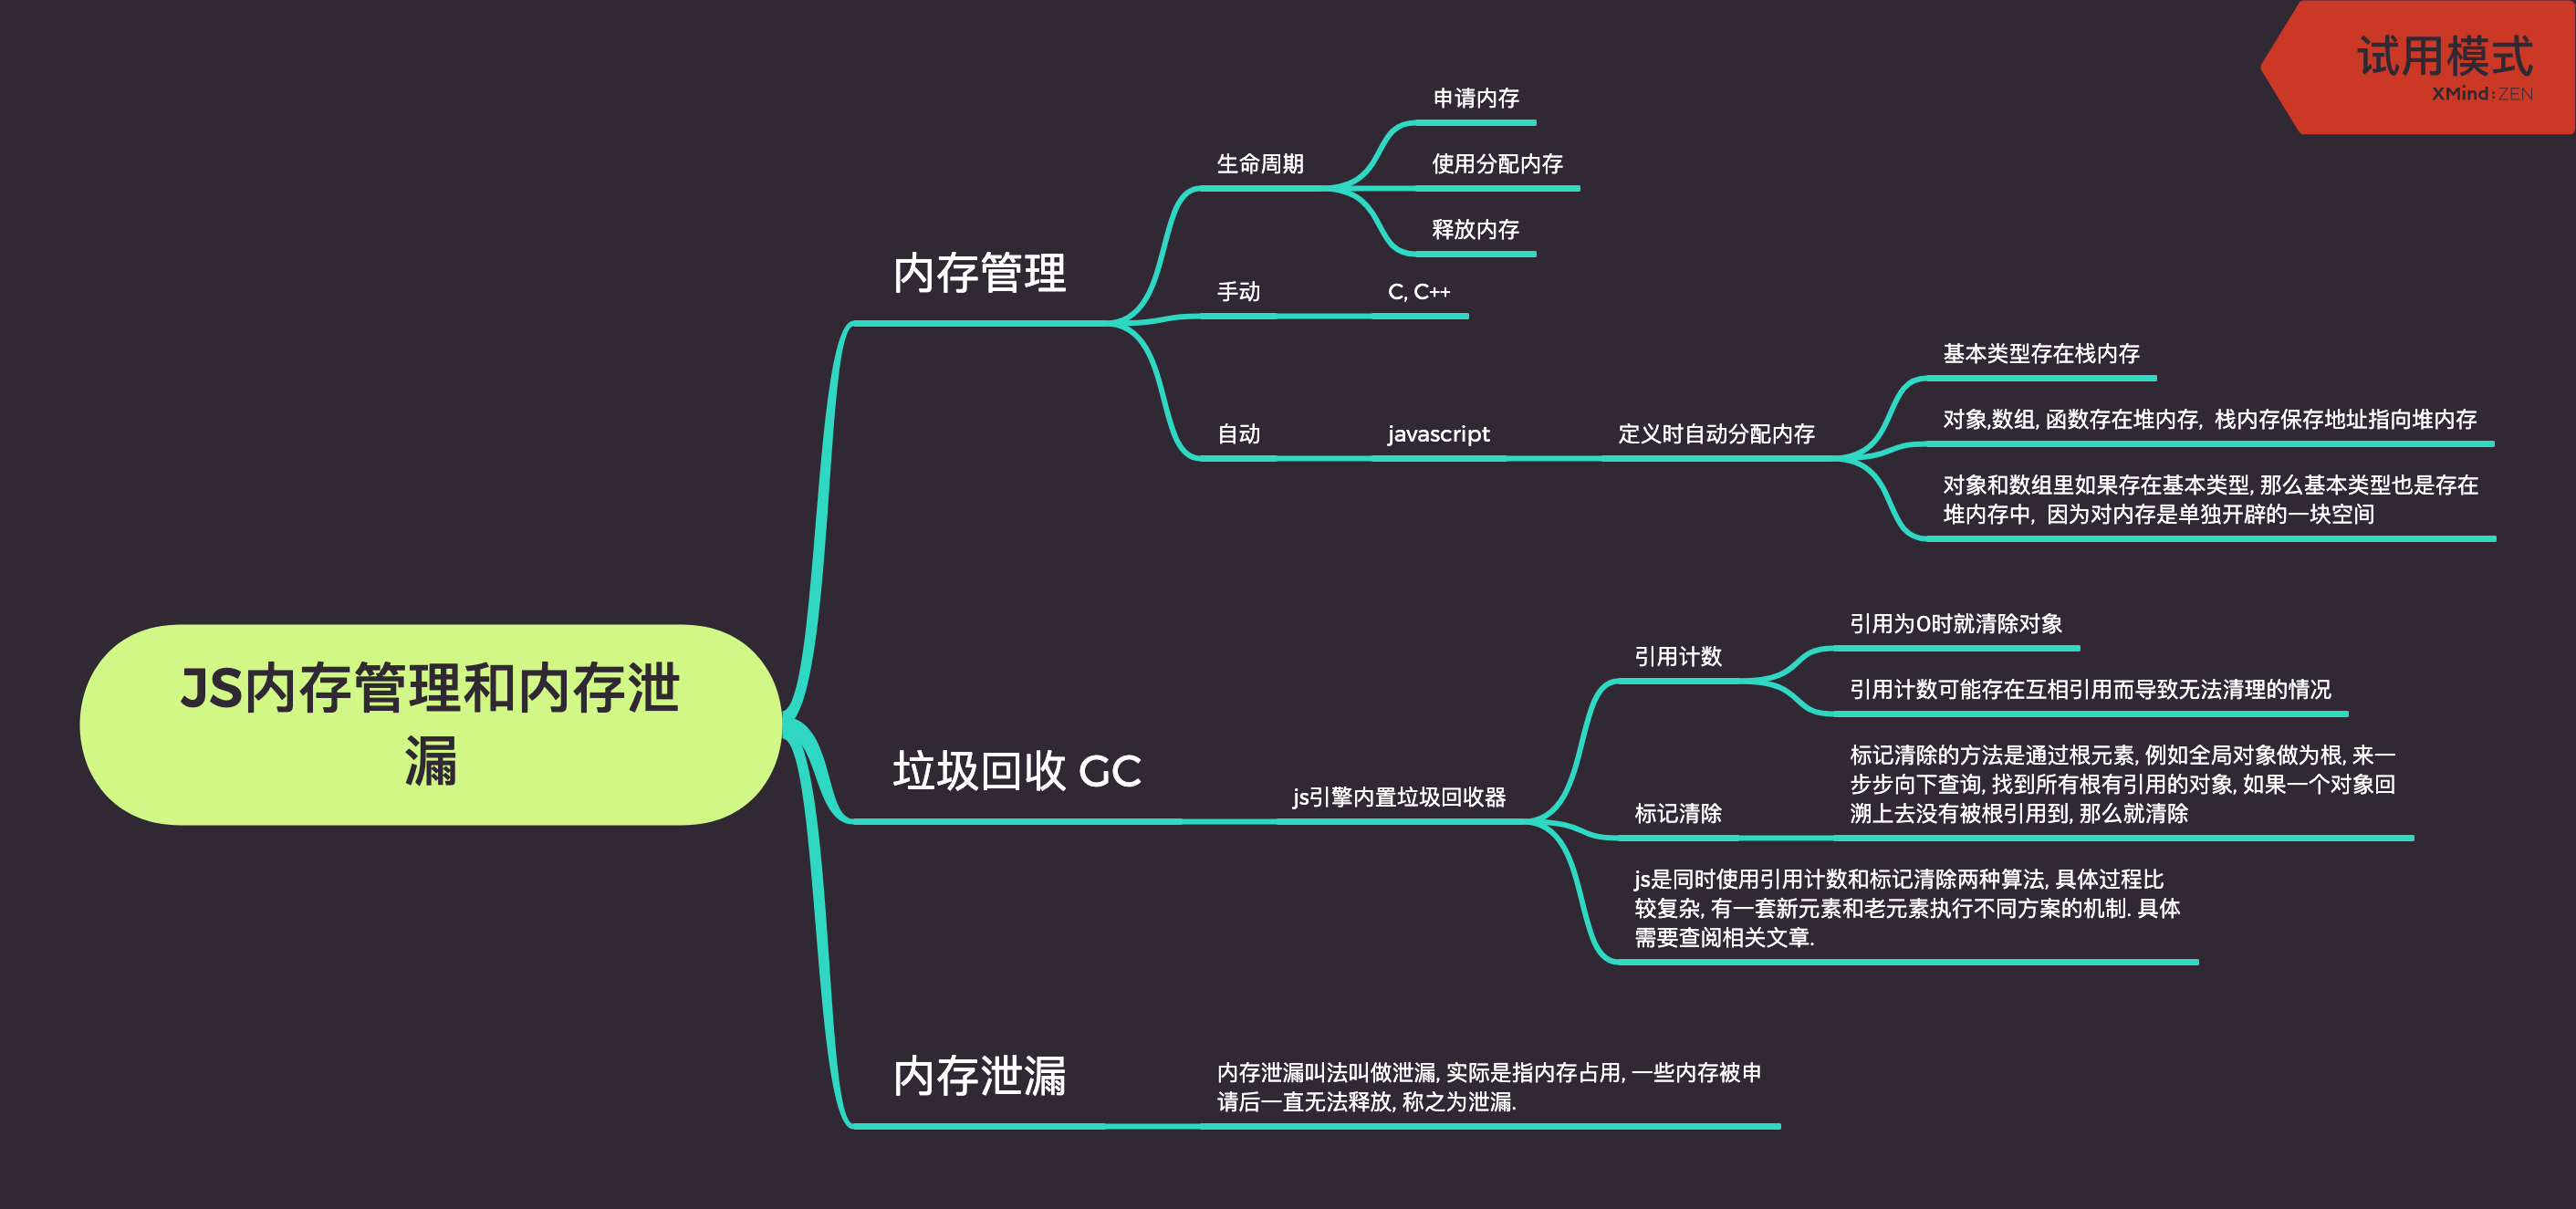 试用模式
XMind:ZEN
JS内存管理和内存泄
漏
内存管理
生命周期
申请内存
使用分配内存
释放内存
手动
C, C++
自动
javascript
定义时自动分配内存
基本类型存在栈内存
对象,数组, 函数存在堆内存, 栈内存保存地址指向堆内存
对象和数组里如果存在基本类型, 那么基本类型也是存在
堆内存中, 因为对内存是单独开辟的一块空间
垃圾回收 GC
js引擎内置垃圾回收器
引用计数
引用为0时就清除对象
引用计数可能存在互相引用而导致无法清理的情况
标记清除
标记清除的方法是通过根元素, 例如全局对象做为根, 来一
步步向下查询, 找到所有根有引用的对象, 如果一个对象回
溯上去没有被根引用到, 那么就清除
js是同时使用引用计数和标记清除两种算法, 具体过程比
较复杂, 有一套新元素和老元素执行不同方案的机制. 具体
需要查阅相关文章.
内存泄漏
内存泄漏叫法叫做泄漏, 实际是指内存占用, 一些内存被申
请后一直无法释放, 称之为泄漏.